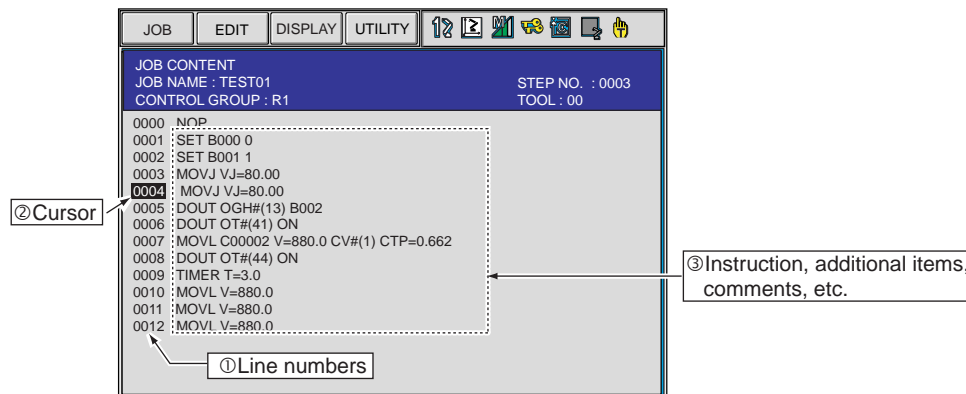 JOB EDIT DISPLAY UTILITY
JOB CONTENT
JOB NAME : TEST01 STEP NO. : 0003
CONTROL GROUP : R1 TOOL : 00
0000 NOP
0001 SET B000 0
0002 SET B001 1
0003 MOVJ VJ=80.00
0004 MOVJ VJ=80.00
0005 DOUT OGH#(13) B002
0006 DOUT OT#(41) ON
0007 MOVL C00002 V=880.0 CV#(1) CTP=0.662
0008 DOUT OT#(44) ON
0009 TIMER T=3.0
0010 MOVL V=880.0
0011 MOVL V=880.0
0012 MOVL V=880.0
②Cursor
③Instruction, additional items,
comments, etc.
①Line numbers